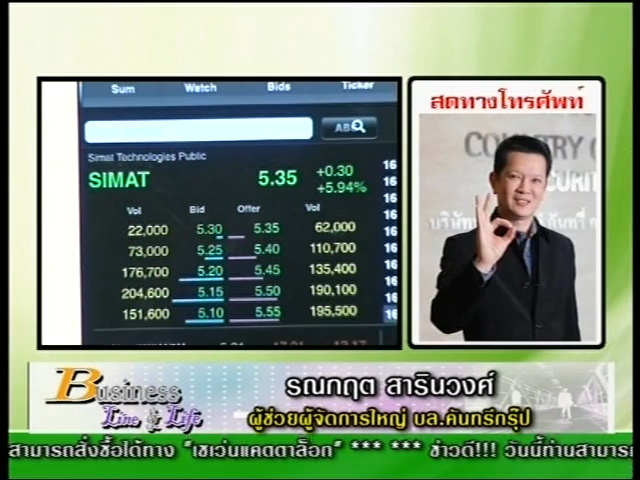 Sum Watch Bids Ticker
สดทางโทรศัพท์
Simat Technologies Public
SIMAT 5.35 +0.30
+5.94%
Vol Bid Offer Vol
22,000 5.30 5.35 62,000
73,000 5.25 5.40 110,700
176,700 5.20 5.45 135,400
204,600 5.15 5.50 190,100
151,600 5.10 5.55 195,500
Business
Line & Life
รณกฤต สารินวงศ์
ผู้ช่วยผู้จัดการใหญ่ บล.คันทรีกรุ๊ป
สามารถสั่งซื้อได้ทาง "เซเว่นแคตตาล็อก" *** *** *** ข่าวดี!!! วันนี้ท่านสามาร